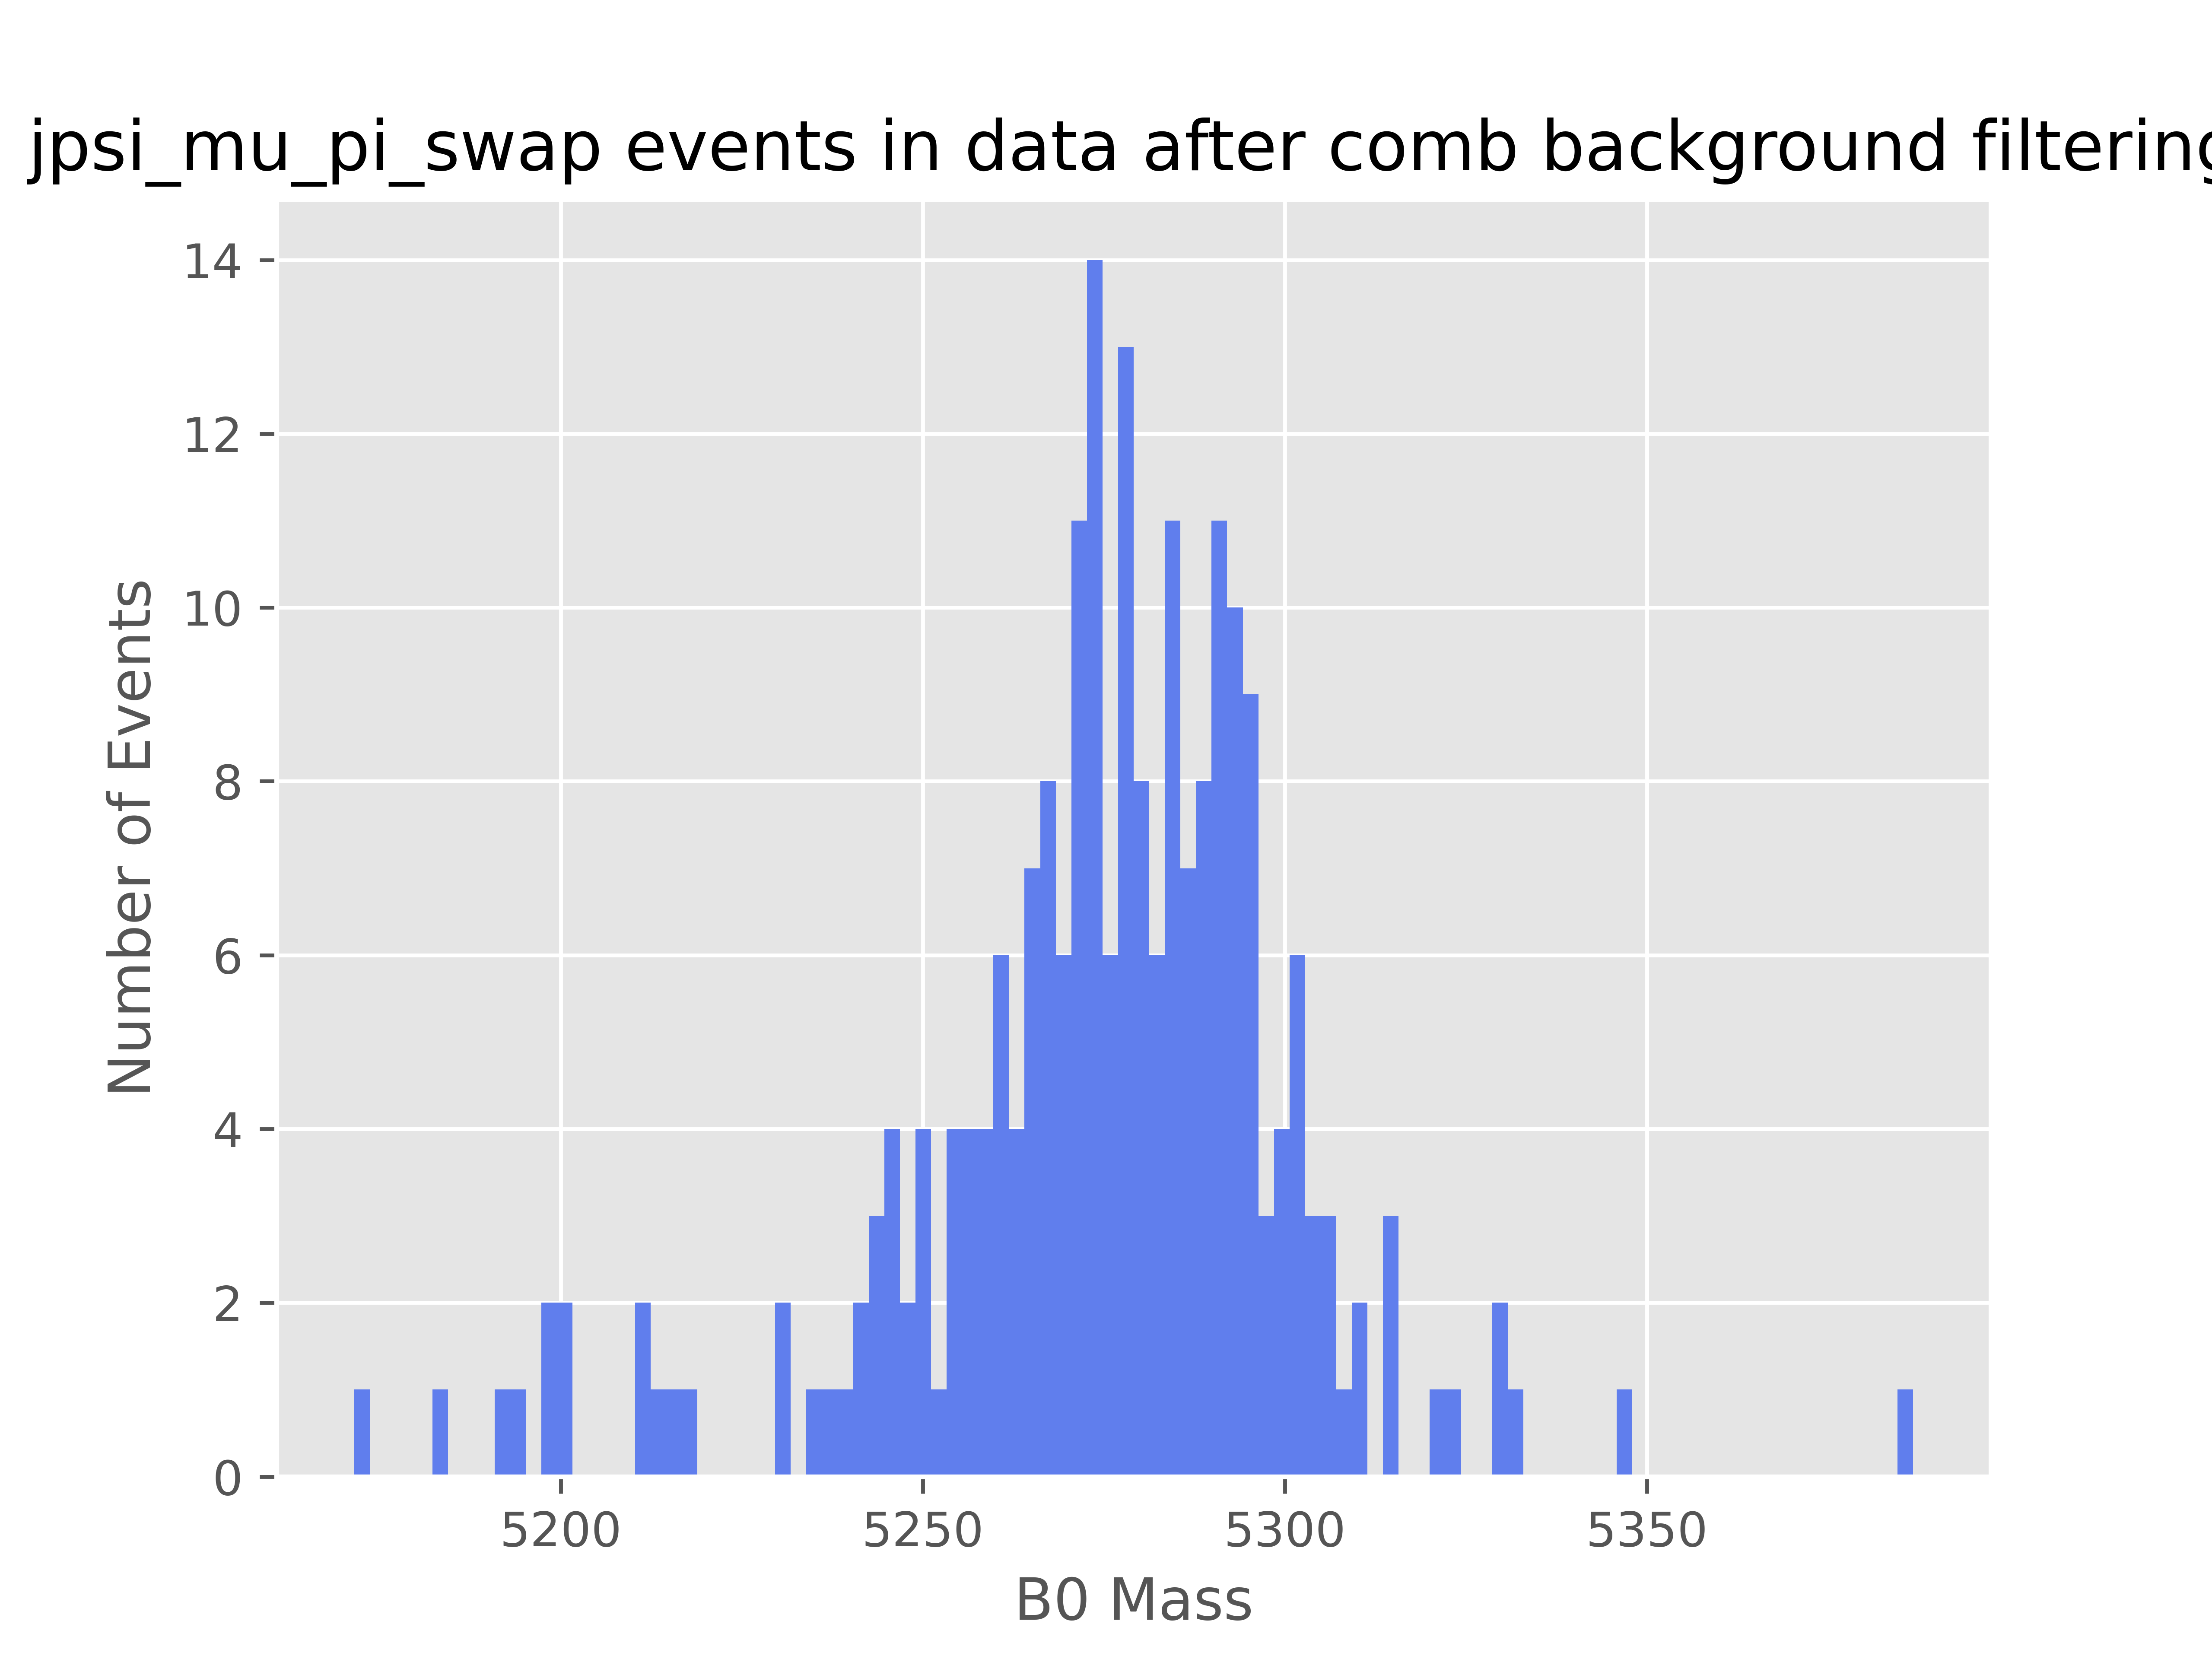 jpsi_mu_pi_swap events in data after comb background filtering
14
12
10
8
6
4
2
0
Number of Events
5200 5250 5300 5350
B0 Mass